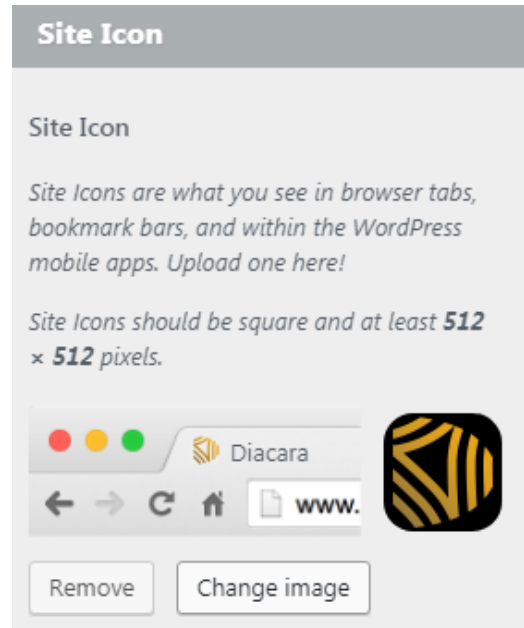 Site Icon
Site Icon
Site Icons are what you see in browser tabs,
bookmark bars, and within the WordPress
mobile apps. Upload one here!
Site Icons should be square and at least 512
× 512 pixels.
Diacara
www.
Remove
Change image